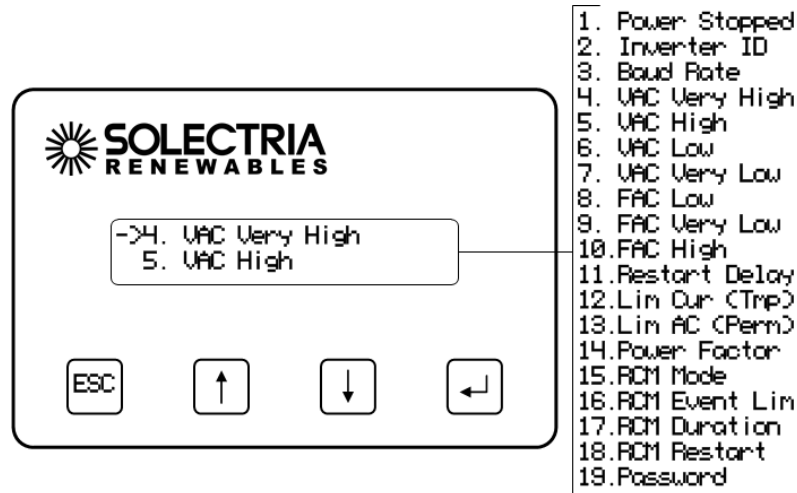 SOLECTRIA
RENEWABLES
->4. VAC Very High
5. VAC High
ESC
1. Power Stopped
2. Inverter ID
3. Baud Rate
4. VAC Very High
5. VAC High
6. VAC Low
7. VAC Very Low
8. FAC Low
9. FAC Very Low
10.FAC High
11.Restart Delay
12.Lim Cur (Tmp)
13.Lim AC (Perm)
14.Power Factor
15.RCM Mode
16.RCM Event Lim
17.RCM Duration
18.RCM Restart
19.Password